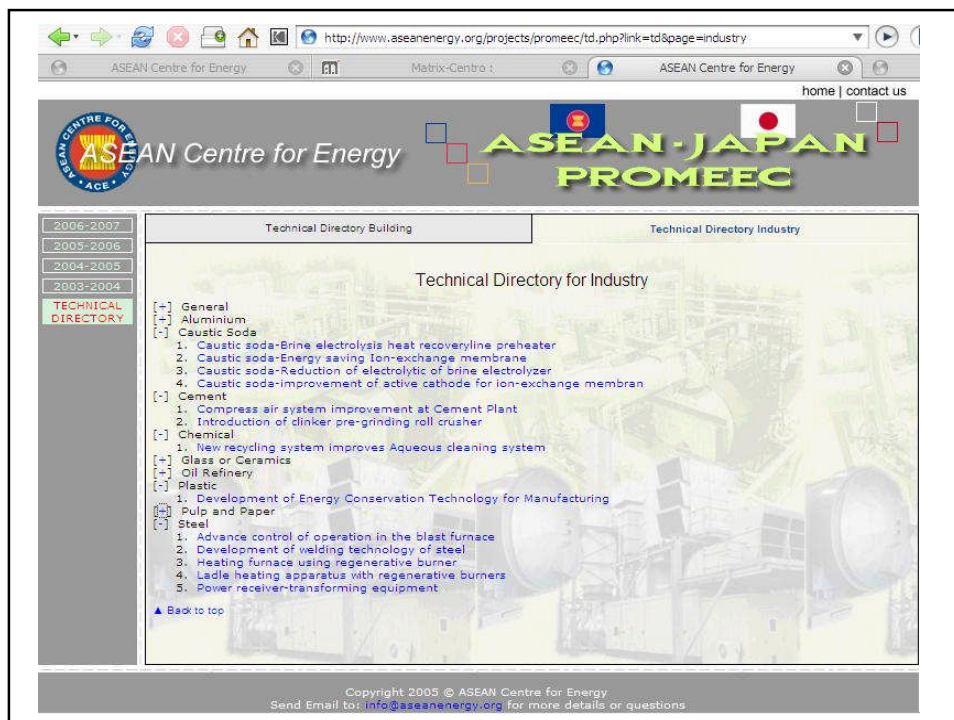 http://www.aseanenergy.org/projects/promeec/td.php?link=td&page=industry
ASEAN Centre for Energy
Matrix-Centro :
ASEAN Centre for Energy
home | contact us
ASEAN CENTRE FOR ENERGY
ACE
ASEAN Centre for Energy
ASEAN-JAPAN
PROMEEC
2006-2007
2005-2006
2004-2005
2003-2004
TECHNICAL
DIRECTORY
Technical Directory Building
Technical Directory Industry
Technical Directory for Industry
[+] General
[+] Aluminium
[-] Caustic Soda
1. Caustic soda-Brine electrolysis heat recoveryline preheater
2. Caustic soda-Energy saving Ion-exchange membrane
3. Caustic soda-Reduction of electrolytic of brine electrolyzer
4. Caustic soda-improvement of active cathode for ion-exchange membran
[-] Cement
1. Compress air system improvement at Cement Plant
2. Introduction of clinker pre-grinding roll crusher
[-] Chemical
1. New recycling system improves Aqueous cleaning system
[+] Glass or Ceramics
[+] Oil Refinery
[-] Plastic
1. Development of Energy Conservation Technology for Manufacturing
[+] Pulp and Paper
[-] Steel
1. Advance control of operation in the blast furnace
2. Development of welding technology of steel
3. Heating furnace using regenerative burner
4. Ladle heating apparatus with regenerative burners
5. Power receiver-transforming equipment
▲ Back to top
Copyright 2005 © ASEAN Centre for Energy
Send Email to: info@aseanenergy.org for more details or questions